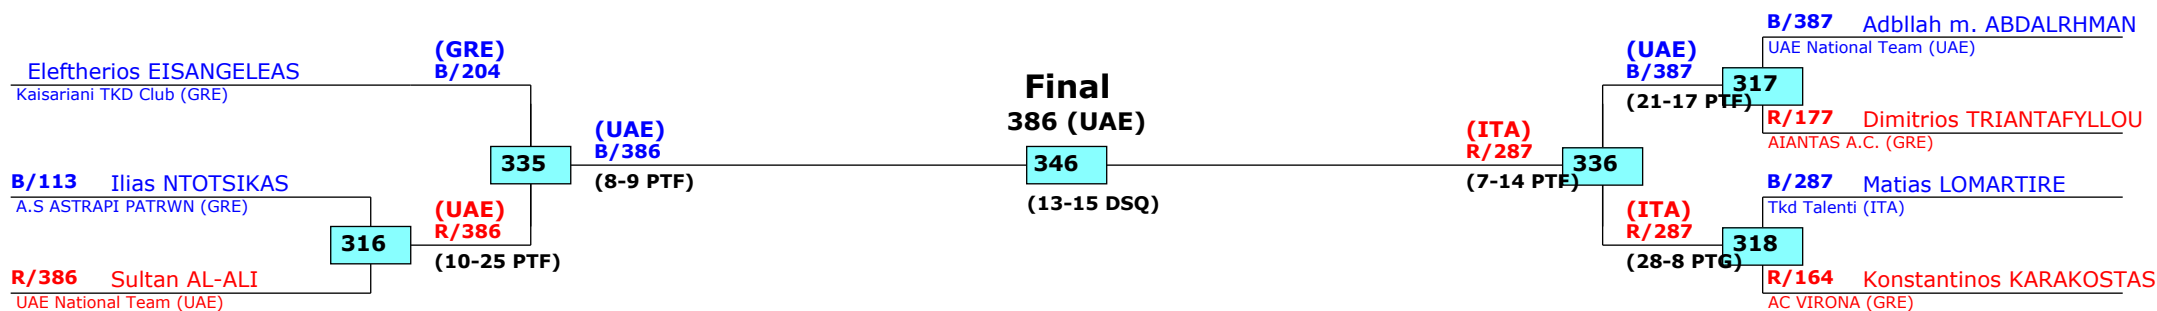 Eleftherios EISANGELEAS
Kaisariani TKD Club (GRE)
B/113 Ilias NTOTSIKAS
A.S ASTRAPI PATRWN (GRE)
316
R/386 Sultan AL-ALI
UAE National Team (UAE)
(GRE)
B/204
(UAE)
R/386
(10-25 PTF)
335
(UAE)
B/386
(8-9 PTF)
Final
386 (UAE)
346
(13-15 DSQ)
(ITA)
R/287
(7-14 PTF)
336
(UAE)
B/387
(21-17 PTF)
(ITA)
R/287
(28-8 PTG)
B/387 Adbllah m. ABDALRHMAN
UAE National Team (UAE)
317
R/177 Dimitrios TRIANTAFYLLOU
AIANTAS A.C. (GRE)
B/287 Matias LOMARTIRE
Tkd Talenti (ITA)
318
R/164 Konstantinos KARAKOSTAS
AC VIRONA (GRE)